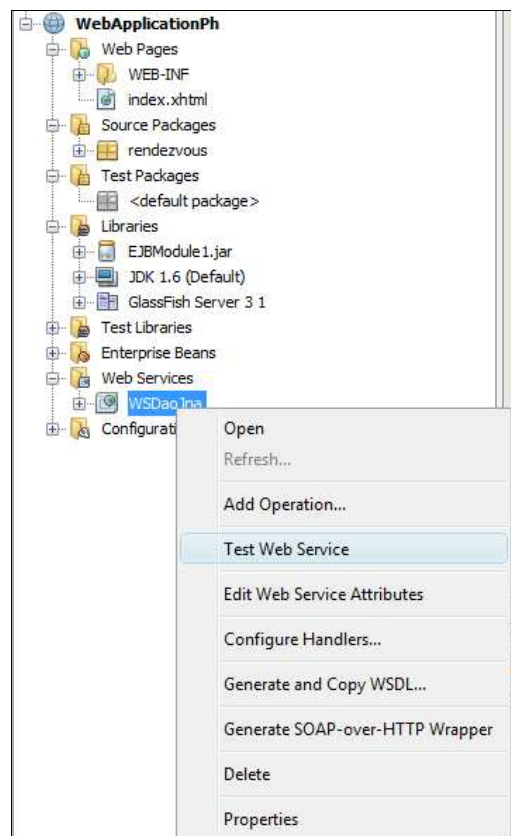 WebApplicationPh
Web Pages
WEB-INF
index.xhtml
Source Packages
rendezvous
Test Packages
<default package>
Libraries
EJBModule1.jar
JDK 1.6 (Default)
GlassFish Server 3 1
Test Libraries
Enterprise Beans
Web Services
WSDaoJpa
Configurati
Open
Refresh...
Add Operation...
Test Web Service
Edit Web Service Attributes
Configure Handlers...
Generate and Copy WSDL...
Generate SOAP-over-HTTP Wrapper
Delete
Properties